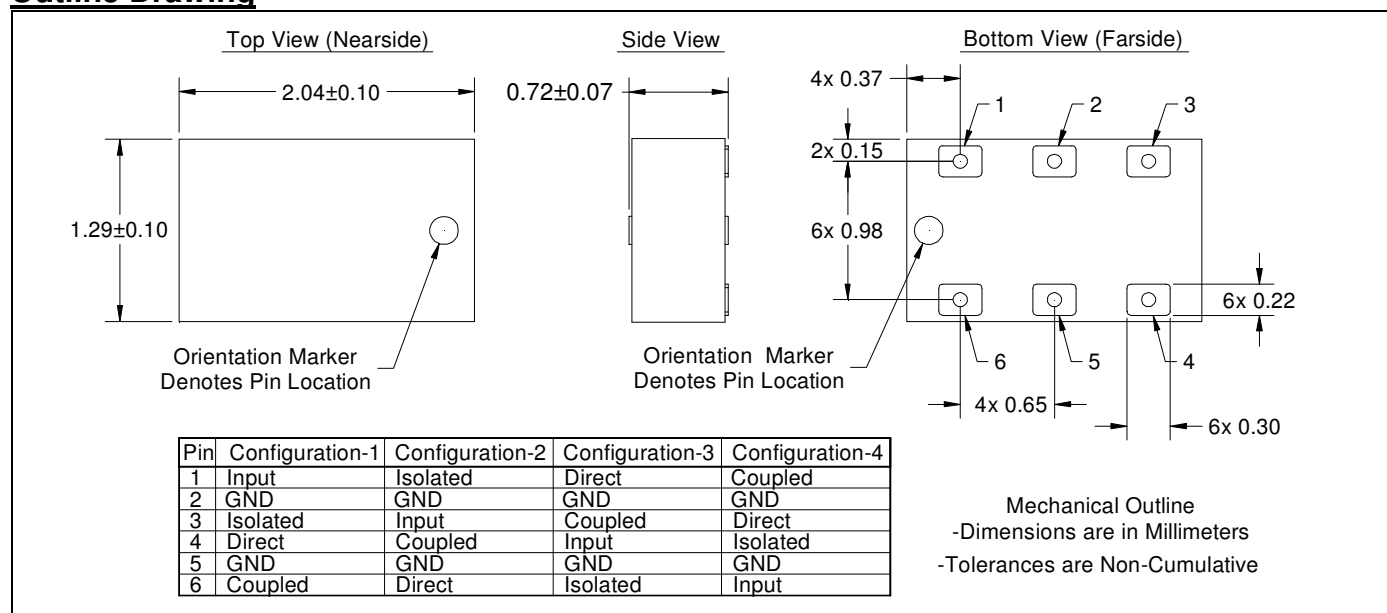 Outline Drawing
Top View (Nearside)
Side View
Bottom View (Farside)
2.04±0.10
0.72±0.07
4x 0.37
1
2
3
2x 0.15
1.29±0.10
6x 0.98
6x 0.22
Orientation Marker
Denotes Pin Location
Orientation Marker
Denotes Pin Location
6
5
4
4x 0.65
6x 0.30
Pin Configuration-1 Configuration-2 Configuration-3 Configuration-4
1 Input Isolated Direct Coupled
2 GND GND GND GND
3 Isolated Input Coupled Direct
4 Direct Coupled Input Isolated
5 GND GND GND GND
6 Coupled Direct Isolated Input
Mechanical Outline
-Dimensions are in Millimeters
-Tolerances are Non-Cumulative